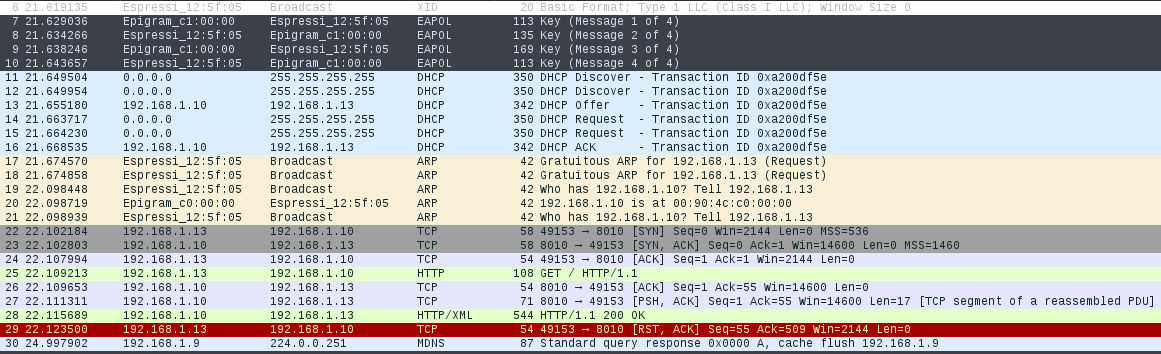 6 21.619135 Espressi_12:5f:05 Broadcast XID 20 Basic Format; Type 1 LLC (Class I LLC); Window Size 0
7 21.629036 Epigram_c1:00:00 Espressi_12:5f:05 EAPOL 113 Key (Message 1 of 4)
8 21.634266 Espressi_12:5f:05 Epigram_c1:00:00 EAPOL 135 Key (Message 2 of 4)
9 21.638246 Epigram_c1:00:00 Espressi_12:5f:05 EAPOL 169 Key (Message 3 of 4)
10 21.643657 Espressi_12:5f:05 Epigram_c1:00:00 EAPOL 113 Key (Message 4 of 4)
11 21.649504 0.0.0.0 255.255.255.255 DHCP 350 DHCP Discover - Transaction ID 0xa200df5e
12 21.649954 0.0.0.0 255.255.255.255 DHCP 350 DHCP Discover - Transaction ID 0xa200df5e
13 21.655180 192.168.1.10 192.168.1.13 DHCP 342 DHCP Offer - Transaction ID 0xa200df5e
14 21.663717 0.0.0.0 255.255.255.255 DHCP 350 DHCP Request - Transaction ID 0xa200df5e
15 21.664230 0.0.0.0 255.255.255.255 DHCP 350 DHCP Request - Transaction ID 0xa200df5e
16 21.668535 192.168.1.10 192.168.1.13 DHCP 342 DHCP ACK - Transaction ID 0xa200df5e
17 21.674570 Espressi_12:5f:05 Broadcast ARP 42 Gratuitous ARP for 192.168.1.13 (Request)
18 21.674858 Espressi_12:5f:05 Broadcast ARP 42 Gratuitous ARP for 192.168.1.13 (Request)
19 22.098448 Espressi_12:5f:05 Broadcast ARP 42 Who has 192.168.1.10? Tell 192.168.1.13
20 22.098719 Epigram_c0:00:00 Espressi_12:5f:05 ARP 42 192.168.1.10 is at 00:90:4c:c0:00:00
21 22.098939 Espressi_12:5f:05 Broadcast ARP 42 Who has 192.168.1.10? Tell 192.168.1.13
22 22.102184 192.168.1.13 192.168.1.10 TCP 58 49153 → 8010 [SYN] Seq=0 Win=2144 Len=0 MSS=536
23 22.102803 192.168.1.10 192.168.1.13 TCP 58 8010 → 49153 [SYN, ACK] Seq=0 Ack=1 Win=14600 Len=0 MSS=1460
24 22.107994 192.168.1.13 192.168.1.10 TCP 54 49153 → 8010 [ACK] Seq=1 Ack=1 Win=2144 Len=0
25 22.109213 192.168.1.13 192.168.1.10 HTTP 108 GET / HTTP/1.1
26 22.109653 192.168.1.10 192.168.1.13 TCP 54 8010 → 49153 [ACK] Seq=1 Ack=55 Win=14600 Len=0
27 22.111311 192.168.1.10 192.168.1.13 TCP 71 8010 → 49153 [PSH, ACK] Seq=1 Ack=55 Win=14600 Len=17 [TCP segment of a reassembled PDU]
28 22.115689 192.168.1.10 192.168.1.13 HTTP/XML 544 HTTP/1.1 200 OK
29 22.123500 192.168.1.13 192.168.1.10 TCP 54 49153 → 8010 [RST, ACK] Seq=55 Ack=509 Win=2144 Len=0
30 24.997902 192.168.1.9 224.0.0.251 MDNS 87 Standard query response 0x0000 A, cache flush 192.168.1.9